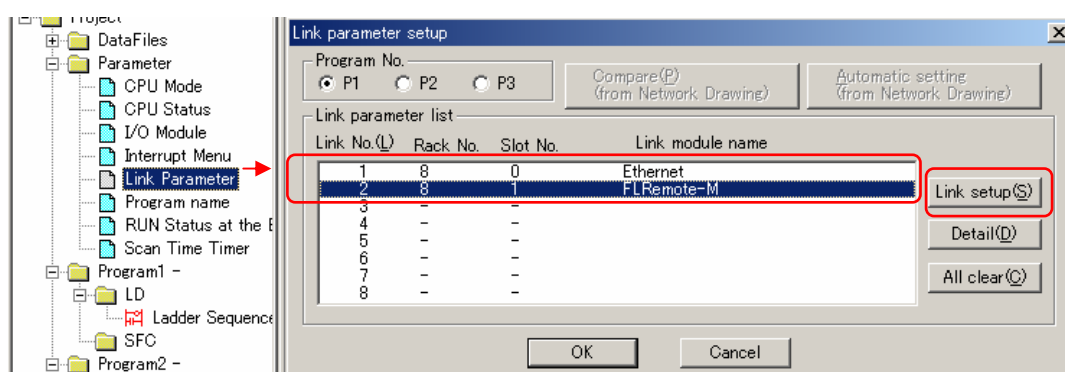 Project
DataFiles
Parameter
CPU Mode
CPU Status
I/O Module
Interrupt Menu
Link Parameter
Program name
RUN Status at the
Scan Time Timer
Program1 -
LD
Ladder Sequence
SFC
Program2 -
Link parameter setup
Program No.
P1 P2 P3
Compare(P)
(from Network Drawing)
Automatic setting
(from Network Drawing)
Link parameter list
Link No.(L) Rack No. Slot No. Link module name
1 8 0 Ethernet
2 8 1 FLRemote-M
3 - -
4 - -
5 - -
6 - -
7 - -
8 - -
Link setup(S)
Detail(D)
All clear(C)
OK Cancel